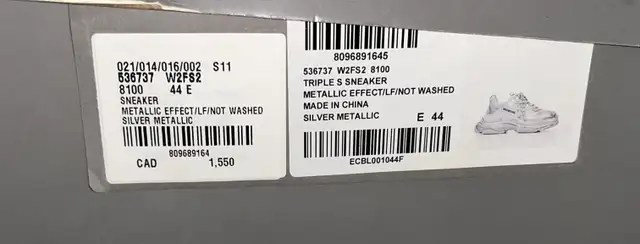 021/014/016/002 S11
536737 W2FS2
8100 44 E
SNEAKER
METALLIC EFFECT/LF/NOT WASHED
SILVER METALLIC
809689164
CAD 1,550
8096891645
536737 W2FS2 8100
TRIPLE S SNEAKER
METALLIC EFFECT/LF/NOT WASHED
MADE IN CHINA
SILVER METALLIC E 44
ECBL001044F